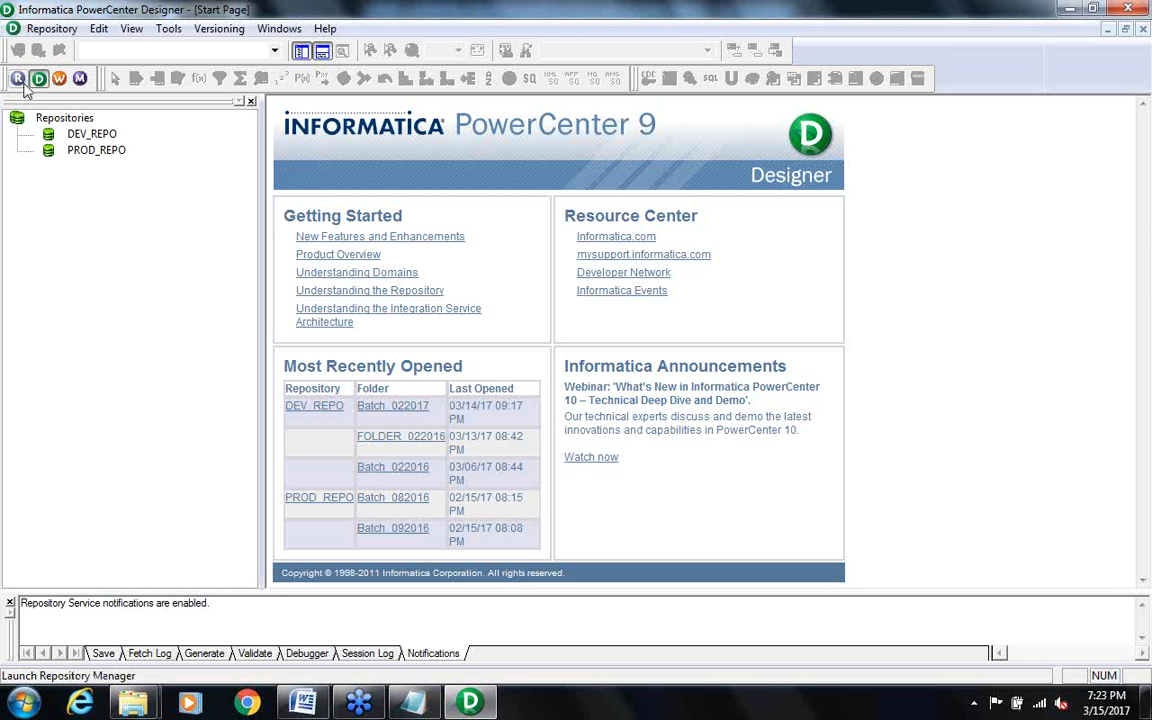 Informatica PowerCenter Designer - [Start Page]
Repository Edit View Tools Versioning Windows Help
R D W M
Repositories
DEV_REPO
PROD_REPO
INFORMATICA PowerCenter 9
D
Designer
Getting Started
New Features and Enhancements
Product Overview
Understanding Domains
Understanding the Repository
Understanding the Integration Service
Architecture
Resource Center
Informatica.com
mysupport.informatica.com
Developer Network
Informatica Events
Most Recently Opened
Repository Folder Last Opened
DEV_REPO Batch_022017 03/14/17 09:17
PM
FOLDER_022016 03/13/17 08:42
PM
Batch_022016 03/06/17 08:44
PM
PROD_REPO Batch_082016 02/15/17 08:15
PM
Batch_092016 02/15/17 08:08
PM
Informatica Announcements
Webinar: 'What's New in Informatica PowerCenter
10 – Technical Deep Dive and Demo'.
Our technical experts discuss and demo the latest
innovations and capabilities in PowerCenter 10.
Watch now
Copyright © 1998-2011 Informatica Corporation. All rights reserved.
Repository Service notifications are enabled.
Save Fetch Log Generate Validate Debugger Session Log Notifications
Launch Repository Manager
NUM
7:23 PM
3/15/2017